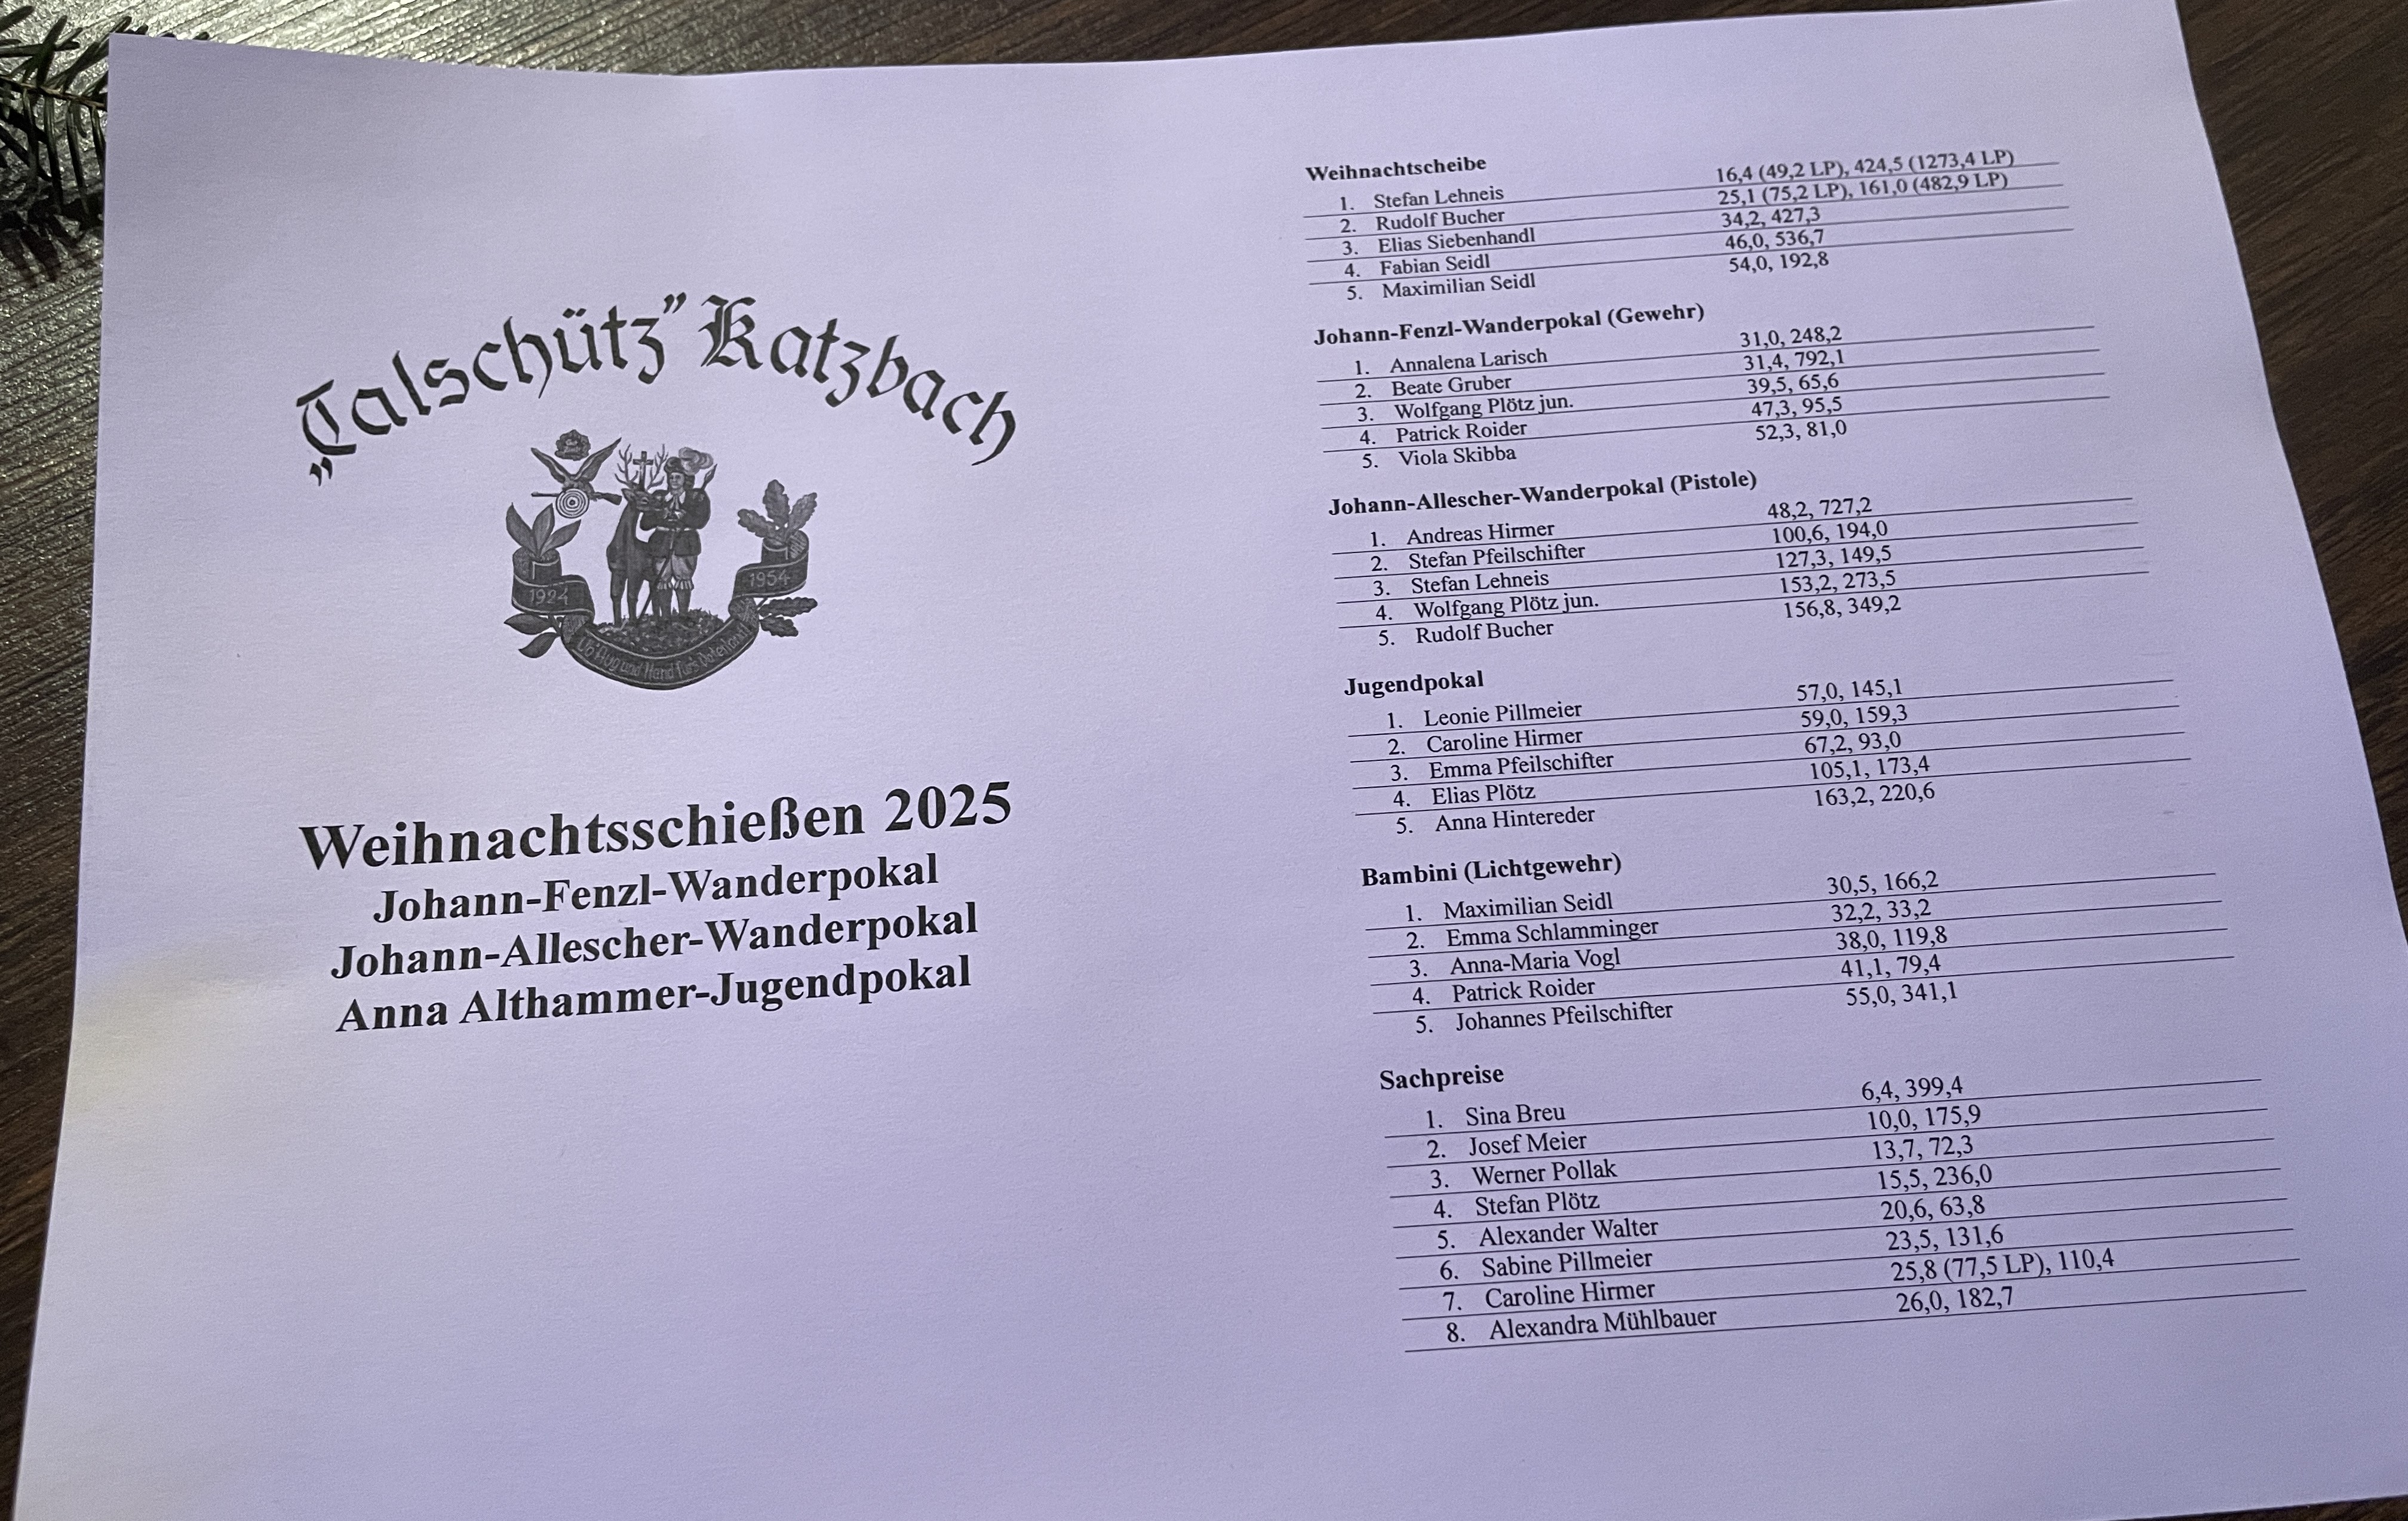 „Talschütz" Katzbach
1924
1954
Üb' Aug und Hand fürs Vaterland
Weihnachtsschießen 2025
Johann-Fenzl-Wanderpokal
Johann-Allescher-Wanderpokal
Anna Althammer-Jugendpokal
Weihnachtscheibe
1. Stefan Lehneis 16,4 (49,2 LP), 424,5 (1273,4 LP)
2. Rudolf Bucher 25,1 (75,2 LP), 161,0 (482,9 LP)
3. Elias Siebenhandl 34,2, 427,3
4. Fabian Seidl 46,0, 536,7
5. Maximilian Seidl 54,0, 192,8
Johann-Fenzl-Wanderpokal (Gewehr)
1. Annalena Larisch 31,0, 248,2
2. Beate Gruber 31,4, 792,1
3. Wolfgang Plötz jun. 39,5, 65,6
4. Patrick Roider 47,3, 95,5
5. Viola Skibba 52,3, 81,0
Johann-Allescher-Wanderpokal (Pistole)
1. Andreas Hirmer 48,2, 727,2
2. Stefan Pfeilschifter 100,6, 194,0
3. Stefan Lehneis 127,3, 149,5
4. Wolfgang Plötz jun. 153,2, 273,5
5. Rudolf Bucher 156,8, 349,2
Jugendpokal
1. Leonie Pillmeier 57,0, 145,1
2. Caroline Hirmer 59,0, 159,3
3. Emma Pfeilschifter 67,2, 93,0
4. Elias Plötz 105,1, 173,4
5. Anna Hintereder 163,2, 220,6
Bambini (Lichtgewehr)
1. Maximilian Seidl 30,5, 166,2
2. Emma Schlamminger 32,2, 33,2
3. Anna-Maria Vogl 38,0, 119,8
4. Patrick Roider 41,1, 79,4
5. Johannes Pfeilschifter 55,0, 341,1
Sachpreise
1. Sina Breu 6,4, 399,4
2. Josef Meier 10,0, 175,9
3. Werner Pollak 13,7, 72,3
4. Stefan Plötz 15,5, 236,0
5. Alexander Walter 20,6, 63,8
6. Sabine Pillmeier 23,5, 131,6
7. Caroline Hirmer 25,8 (77,5 LP), 110,4
8. Alexandra Mühlbauer 26,0, 182,7